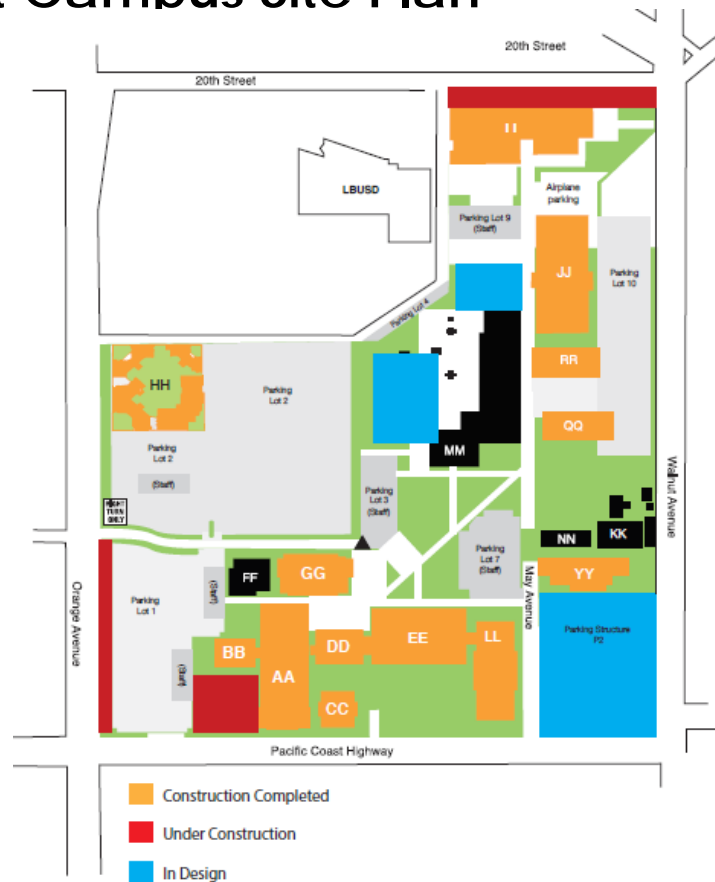 Campus Site Plan
20th Street
20th Street
LBUSD
II
Airplane
parking
Parking Lot 9
(Staff)
JJ
Parking
Lot 10
Parking Lot 4
HH
Parking
Lot 2
RR
Parking
Lot 2
(Staff)
QQ
MM
Parking
Lot 3
(Staff)
RIGHT
TURN
ONLY
Walnut Avenue
NN
KK
Parking
Lot 7
(Staff)
FF
GG
YY
Orange Avenue
Parking
Lot 1
(Staff)
May Avenue
Parking Structure
P2
BB
DD
EE
LL
(Staff)
AA
CC
Pacific Coast Highway
Construction Completed
Under Construction
In Design